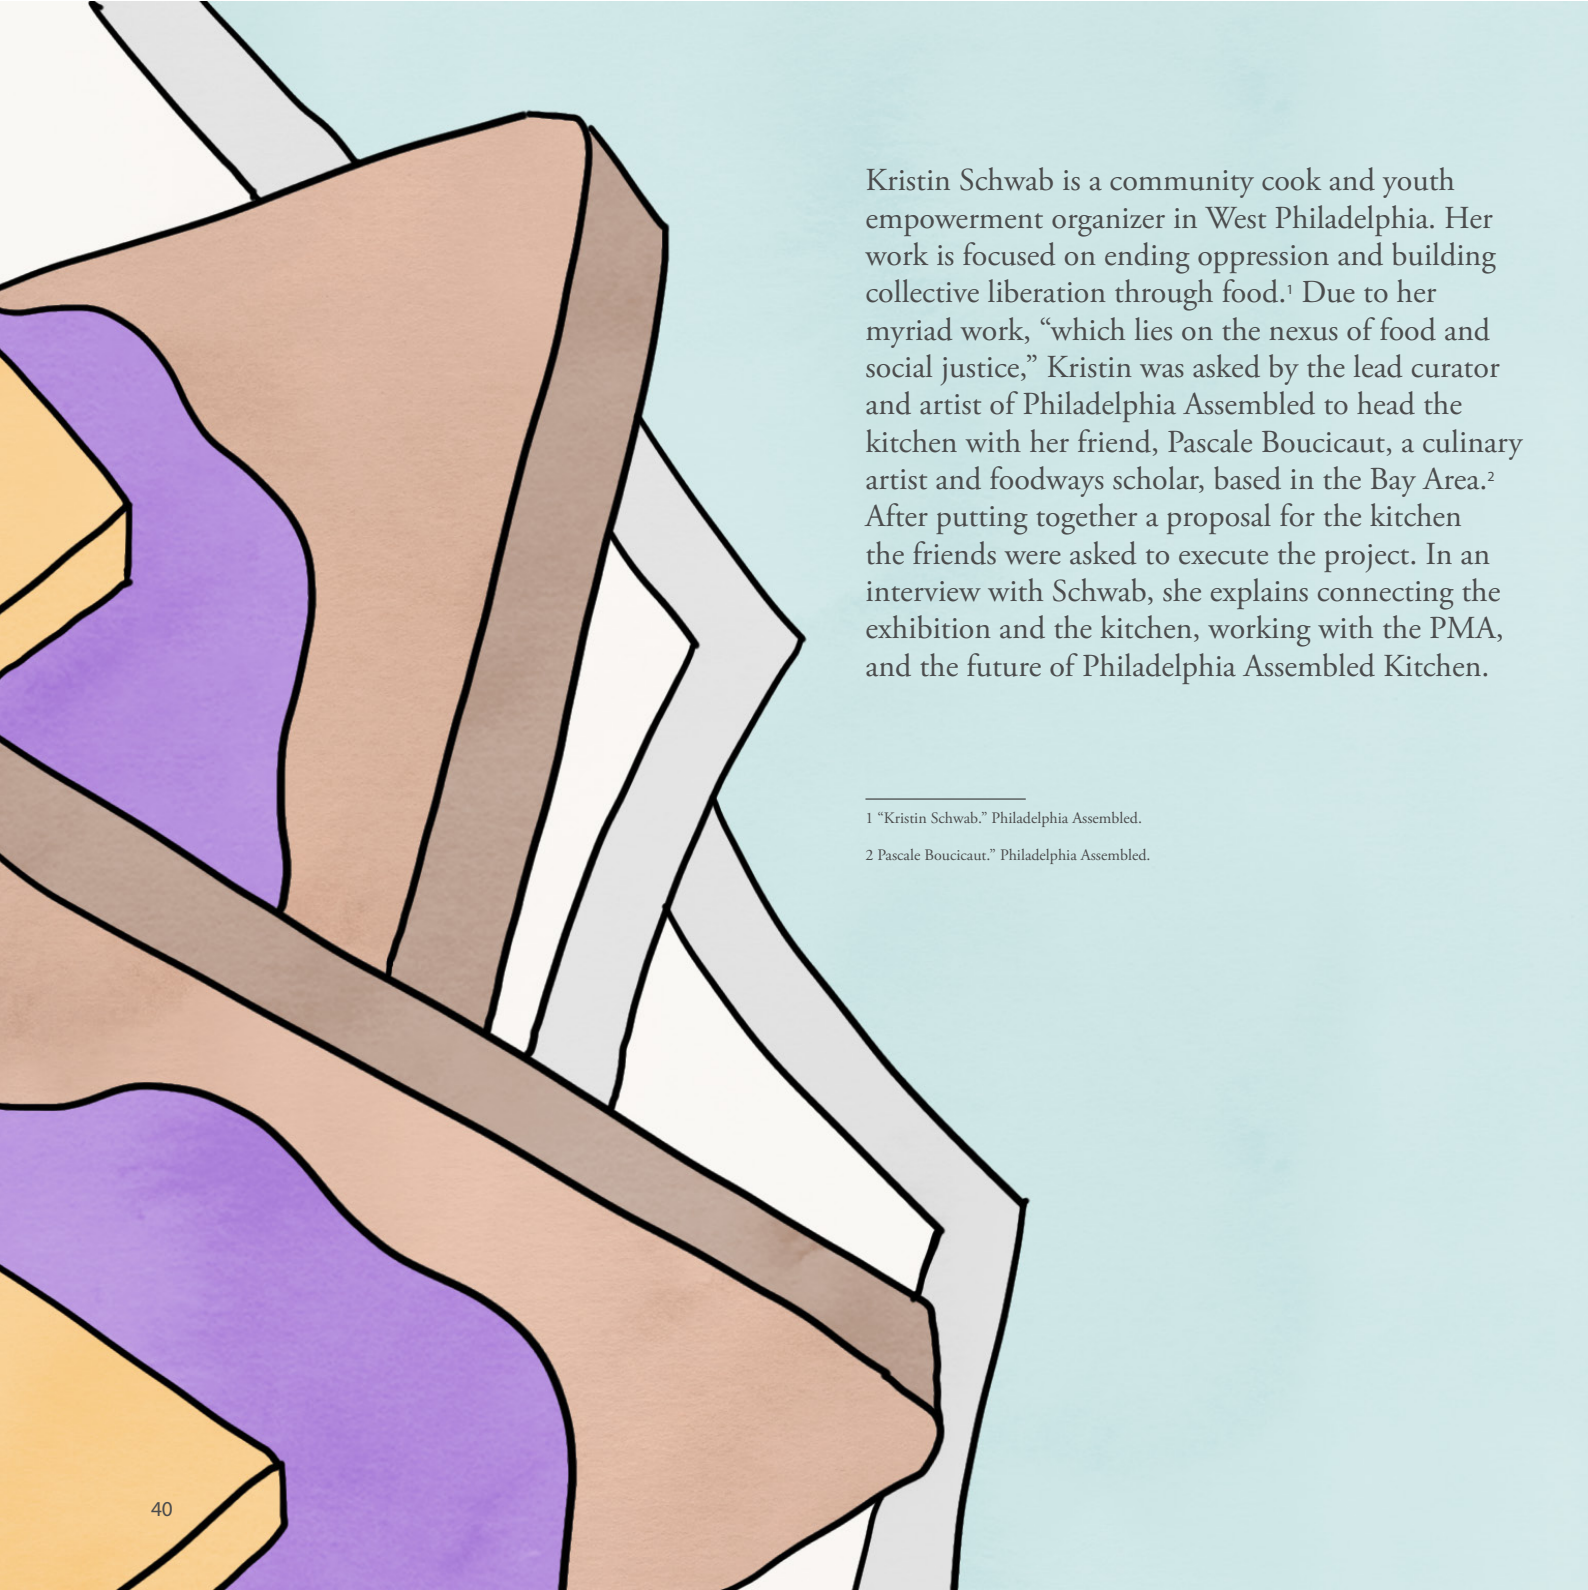 Kristin Schwab is a community cook and youth
empowerment organizer in West Philadelphia. Her
work is focused on ending oppression and building
collective liberation through food.¹ Due to her
myriad work, “which lies on the nexus of food and
social justice,” Kristin was asked by the lead curator
and artist of Philadelphia Assembled to head the
kitchen with her friend, Pascale Boucicaut, a culinary
artist and foodways scholar, based in the Bay Area.²
After putting together a proposal for the kitchen
the friends were asked to execute the project. In an
interview with Schwab, she explains connecting the
exhibition and the kitchen, working with the PMA,
and the future of Philadelphia Assembled Kitchen.
1 “Kristin Schwab.” Philadelphia Assembled.
2 Pascale Boucicaut.” Philadelphia Assembled.
40